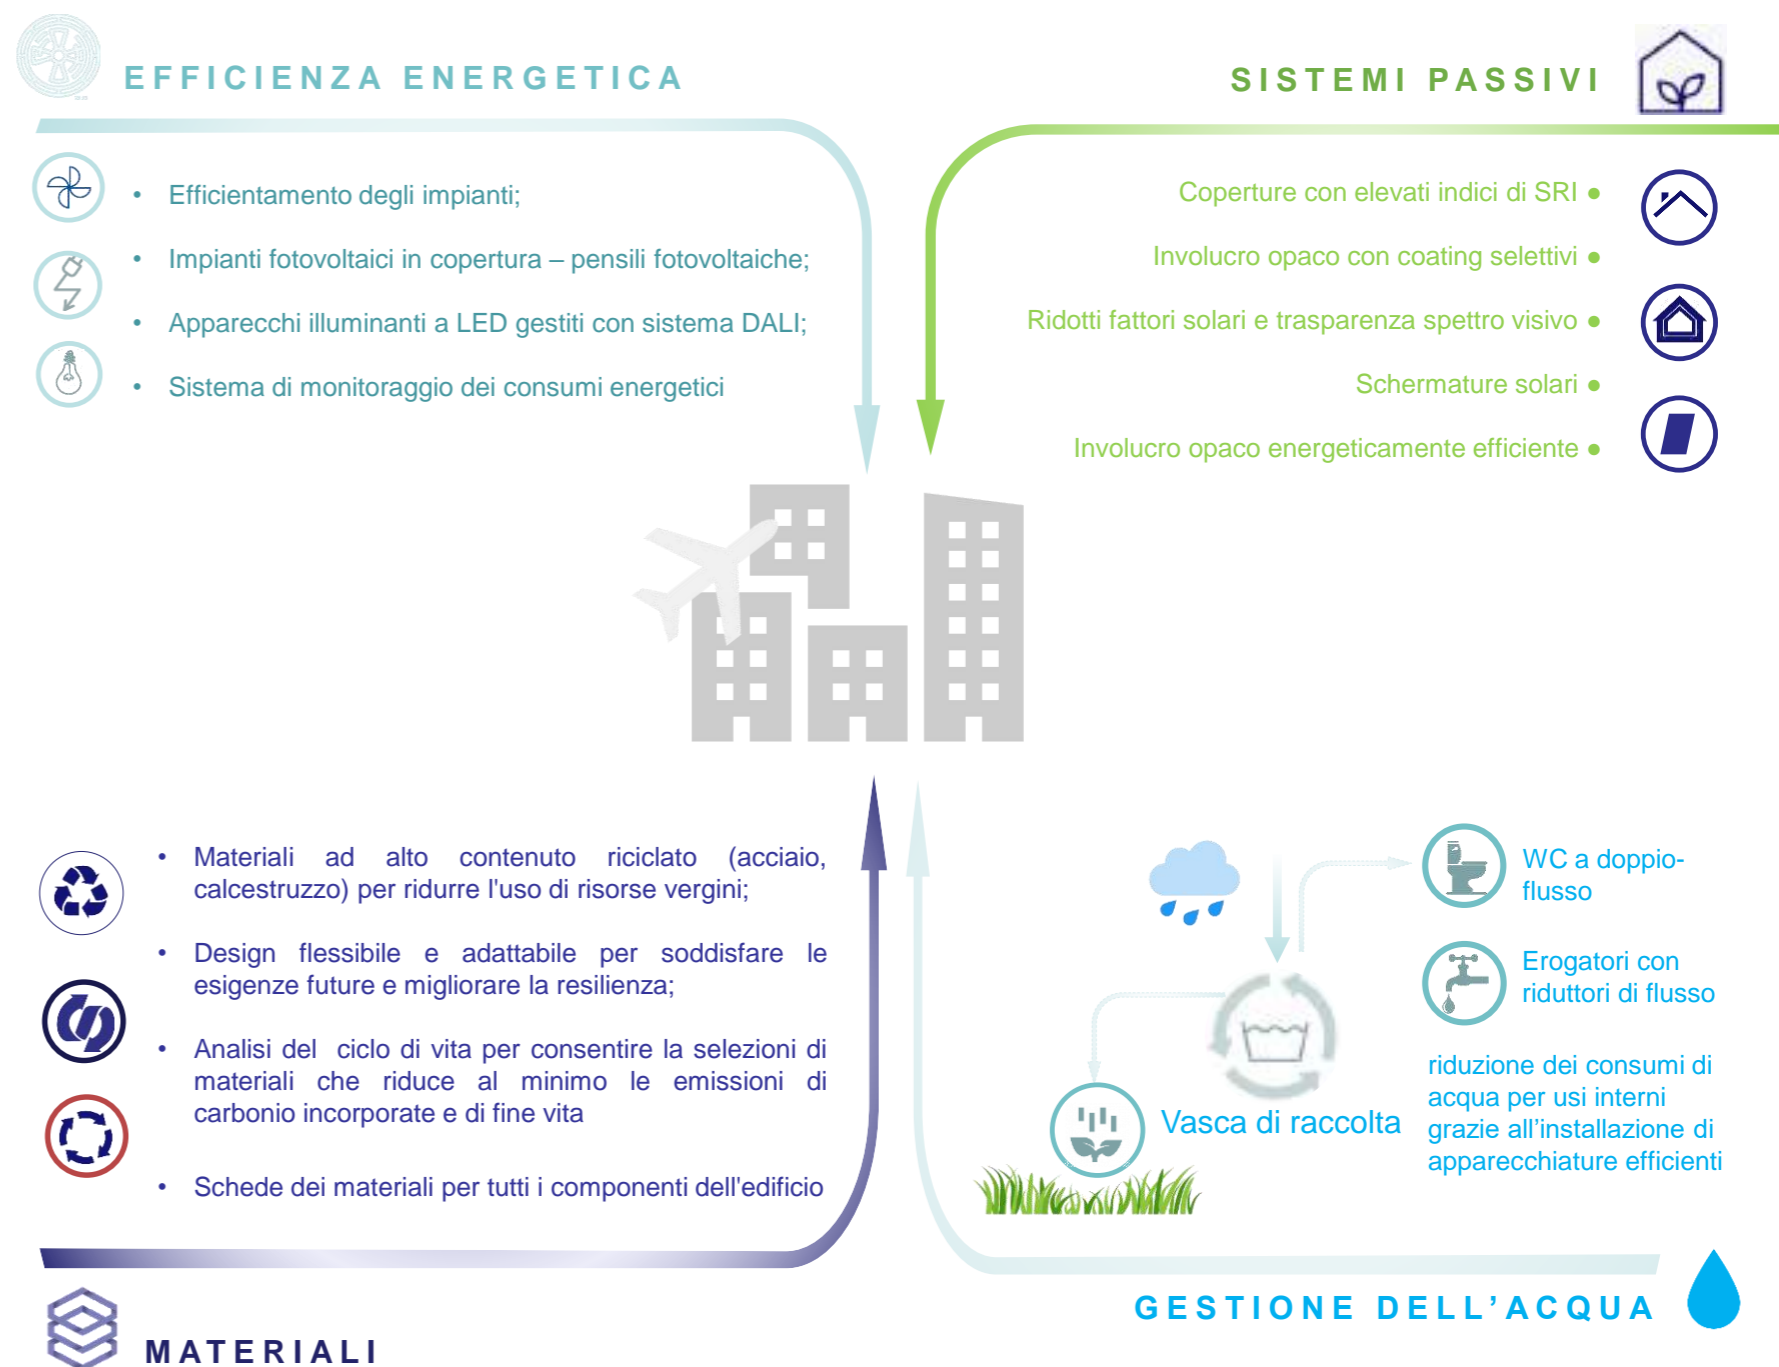 EFFICIENZA ENERGETICA
• Efficientamento degli impianti;
• Impianti fotovoltaici in copertura – pensili fotovoltaiche;
• Apparecchi illuminanti a LED gestiti con sistema DALI;
• Sistema di monitoraggio dei consumi energetici
SISTEMI PASSIVI
Coperture con elevati indici di SRI ●
Involucro opaco con coating selettivi ●
Ridotti fattori solari e trasparenza spettro visivo ●
Schermature solari ●
Involucro opaco energeticamente efficiente ●
• Materiali ad alto contenuto riciclato (acciaio,
calcestruzzo) per ridurre l'uso di risorse vergini;
• Design flessibile e adattabile per soddisfare le
esigenze future e migliorare la resilienza;
• Analisi del ciclo di vita per consentire la selezioni di
materiali che riduce al minimo le emissioni di
carbonio incorporate e di fine vita
• Schede dei materiali per tutti i componenti dell'edificio
MATERIALI
WC a doppio-
flusso
Erogatori con
riduttori di flusso
riduzione dei consumi di
acqua per usi interni
grazie all’installazione di
apparecchiature efficienti
Vasca di raccolta
GESTIONE DELL’ACQUA